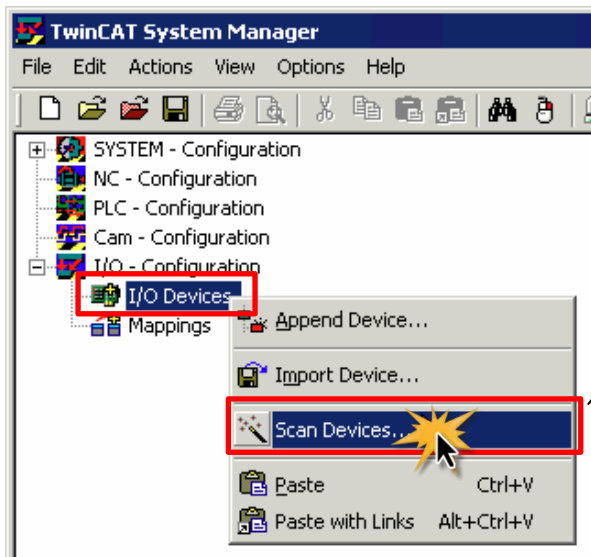 TwinCAT System Manager
File Edit Actions View Options Help
SYSTEM - Configuration
NC - Configuration
PLC - Configuration
Cam - Configuration
I/O - Configuration
I/O Devices
Mappings
Append Device...
Import Device...
Scan Devices...
Paste Ctrl+V
Paste with Links Alt+Ctrl+V